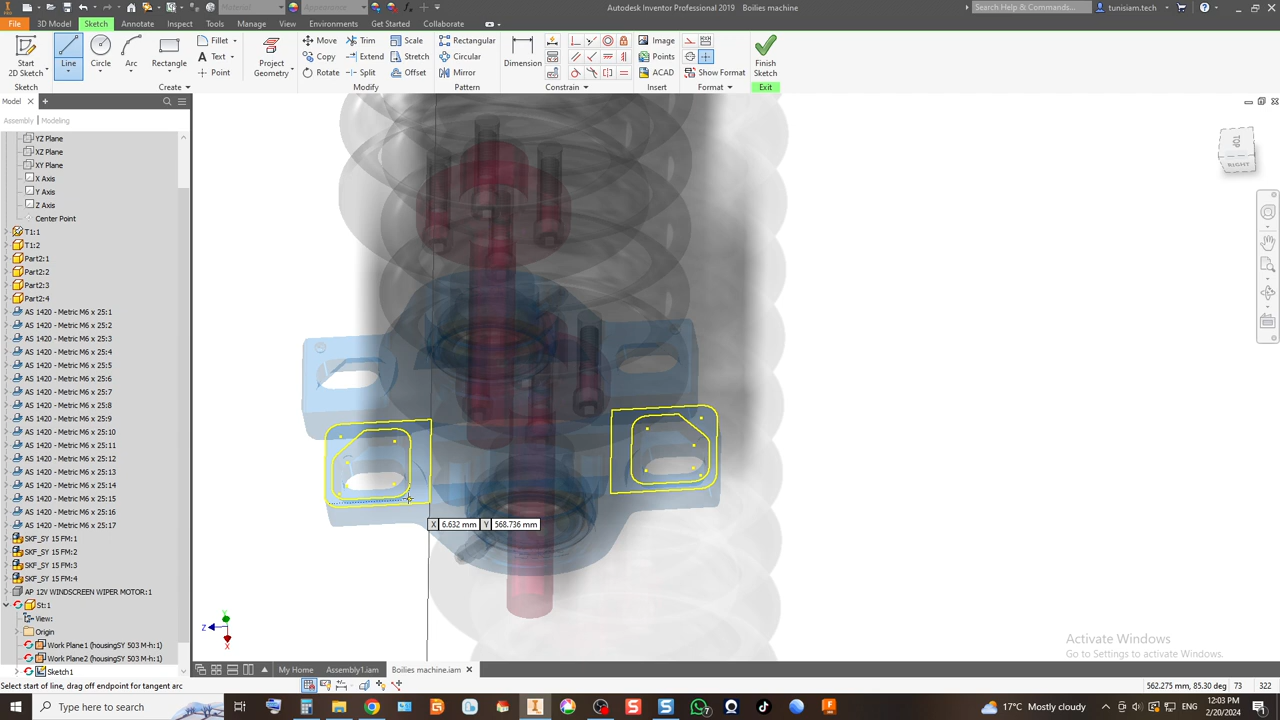 Material
Appearance
Autodesk Inventor Professional 2019 Boilies machine
Search Help & Commands...
tunisiam.tech
File
3D Model
Sketch
Annotate
Inspect
Tools
Manage
View
Environments
Get Started
Collaborate
Start
2D Sketch
Line
Circle
Arc
Rectangle
Fillet
Text
Point
Project
Geometry
Move
Copy
Rotate
Trim
Extend
Split
Scale
Stretch
Offset
Rectangular
Circular
Mirror
Dimension
Image
Points
ACAD
Show Format
Finish
Sketch
Sketch
Create
Modify
Pattern
Constrain
Insert
Format
Exit
Model
Assembly
Modeling
YZ Plane
XZ Plane
XY Plane
X Axis
Y Axis
Z Axis
Center Point
T1:1
T1:2
Part2:1
Part2:2
Part2:3
Part2:4
AS 1420 - Metric M6 x 25:1
AS 1420 - Metric M6 x 25:2
AS 1420 - Metric M6 x 25:3
AS 1420 - Metric M6 x 25:4
AS 1420 - Metric M6 x 25:5
AS 1420 - Metric M6 x 25:6
AS 1420 - Metric M6 x 25:7
AS 1420 - Metric M6 x 25:8
AS 1420 - Metric M6 x 25:9
AS 1420 - Metric M6 x 25:10
AS 1420 - Metric M6 x 25:11
AS 1420 - Metric M6 x 25:12
AS 1420 - Metric M6 x 25:13
AS 1420 - Metric M6 x 25:14
AS 1420 - Metric M6 x 25:15
AS 1420 - Metric M6 x 25:16
AS 1420 - Metric M6 x 25:17
SKF_SY 15 FM:1
SKF_SY 15 FM:2
SKF_SY 15 FM:3
SKF_SY 15 FM:4
AP 12V WINDSCREEN WIPER MOTOR:1
St:1
View:
Origin
Work Plane1 (housingSY 503 M-h:1)
Work Plane2 (housingSY 503 M-h:1)
Sketch1
TOP
RIGHT
X 6.632 mm Y 568.736 mm
Y
Z
X
Activate Windows
Go to Settings to activate Windows.
My Home
Assembly1.iam
Boilies machine.iam
Select start of line, drag off endpoint for tangent arc
562.275 mm, 85.30 deg 73 322
Type here to search
17°C Mostly cloudy
12:03 PM
2/20/2024